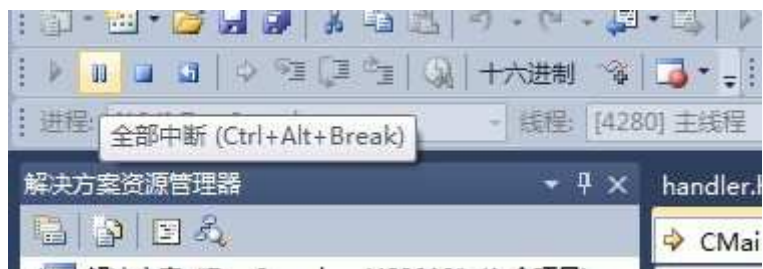 十六进制
进程:
线程: [4280] 主线程
全部中断 (Ctrl+Alt+Break)
解决方案资源管理器
handler.h
CMai